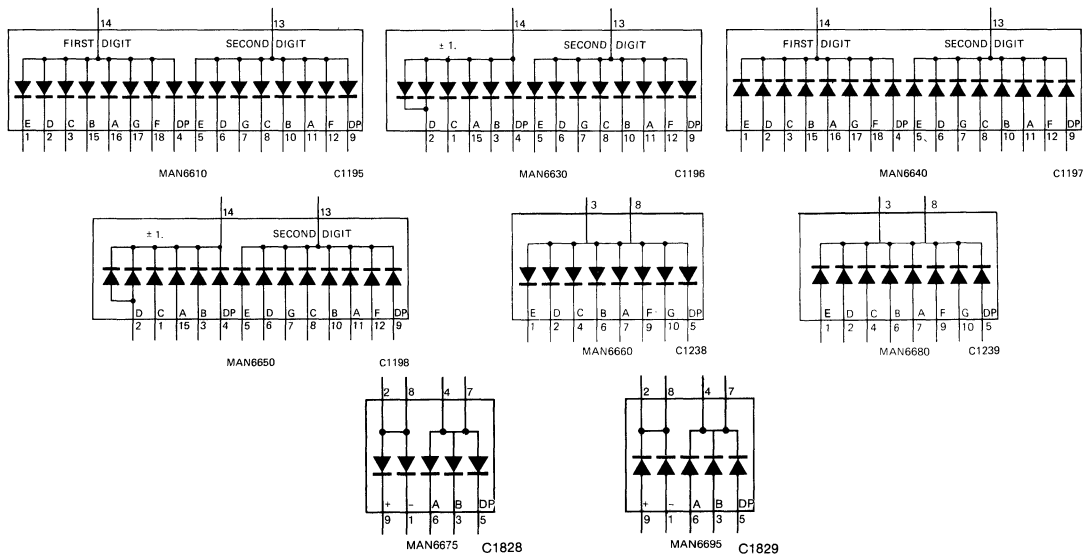 14 13
FIRST DIGIT SECOND DIGIT
E D C B A G F DP E D G C B A F DP
1 2 3 15 16 17 18 4 5 6 7 8 10 11 12 9
MAN6610 C1195
14 13
± 1. SECOND DIGIT
D C A B DP E D G C B A F DP
2 1 15 3 4 5 6 7 8 10 11 12 9
MAN6630 C1196
14 13
FIRST DIGIT SECOND DIGIT
E D C B A G F DP E D G C B A F DP
1 2 3 15 16 17 18 4 5 6 7 8 10 11 12 9
MAN6640 C1197
14 13
± 1. SECOND DIGIT
D C A B DP E D G C B A F DP
2 1 15 3 4 5 6 7 8 10 11 12 9
MAN6650 C1198
3 8
E D C B A F G DP
1 2 4 6 7 9 10 5
MAN6660 C1238
3 8
E D C B A F G DP
1 2 4 6 7 9 10 5
MAN6680 C1239
2 8 4 7
+ – A B DP
9 1 6 3 5
MAN6675 C1828
2 8 4 7
+ – A B DP
9 1 6 3 5
MAN6695 C1829